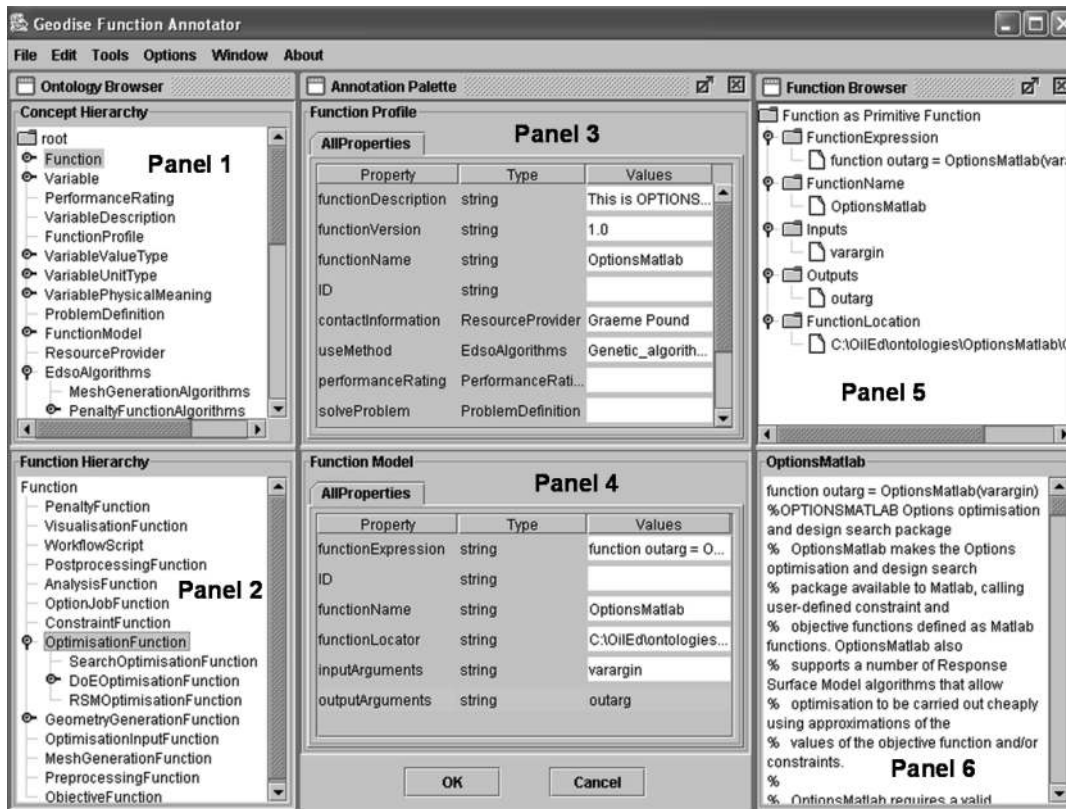 Geodise Function Annotator
File Edit Tools Options Window About
Ontology Browser
Concept Hierarchy
root
Function
Panel 1
Variable
PerformanceRating
VariableDescription
FunctionProfile
VariableValueType
VariableUnitType
VariablePhysicalMeaning
ProblemDefinition
FunctionModel
ResourceProvider
EdsoAlgorithms
MeshGenerationAlgorithms
PenaltyFunctionAlgorithms
Function Hierarchy
Function
PenaltyFunction
VisualisationFunction
WorkflowScript
PostprocessingFunction
AnalysisFunction
Panel 2
OptionJobFunction
ConstraintFunction
OptimisationFunction
SearchOptimisationFunction
DoEOptimisationFunction
RSMOptimisationFunction
GeometryGenerationFunction
OptimisationInputFunction
MeshGenerationFunction
PreprocessingFunction
ObjectiveFunction
Annotation Palette
Function Profile
Panel 3
AllProperties
Property Type Values
functionDescription string This is OPTIONS...
functionVersion string 1.0
functionName string OptionsMatlab
ID string
contactInformation ResourceProvider Graeme Pound
useMethod EdsoAlgorithms Genetic_algorith...
performanceRating PerformanceRati...
solveProblem ProblemDefinition
Function Model
Panel 4
AllProperties
Property Type Values
functionExpression string function outarg = O...
ID string
functionName string OptionsMatlab
functionLocator string C:\OilEd\ontologies...
inputArguments string varargin
outputArguments string outarg
OK Cancel
Function Browser
Function as Primitive Function
FunctionExpression
function outarg = OptionsMatlab(vara
FunctionName
OptionsMatlab
Inputs
varargin
Outputs
outarg
FunctionLocation
C:\OilEd\ontologies\OptionsMatlab\O
Panel 5
OptionsMatlab
function outarg = OptionsMatlab(varargin)
%OPTIONSMATLAB Options optimisation
and design search package
% OptionsMatlab makes the Options
optimisation and design search
% package available to Matlab, calling
user-defined constraint and
% objective functions defined as Matlab
functions. OptionsMatlab also
% supports a number of Response
Surface Model algorithms that allow
% optimisation to be carried out cheaply
using approximations of the
% values of the objective function and/or
constraints.
%
Panel 6
% OptionsMatlab requires a valid